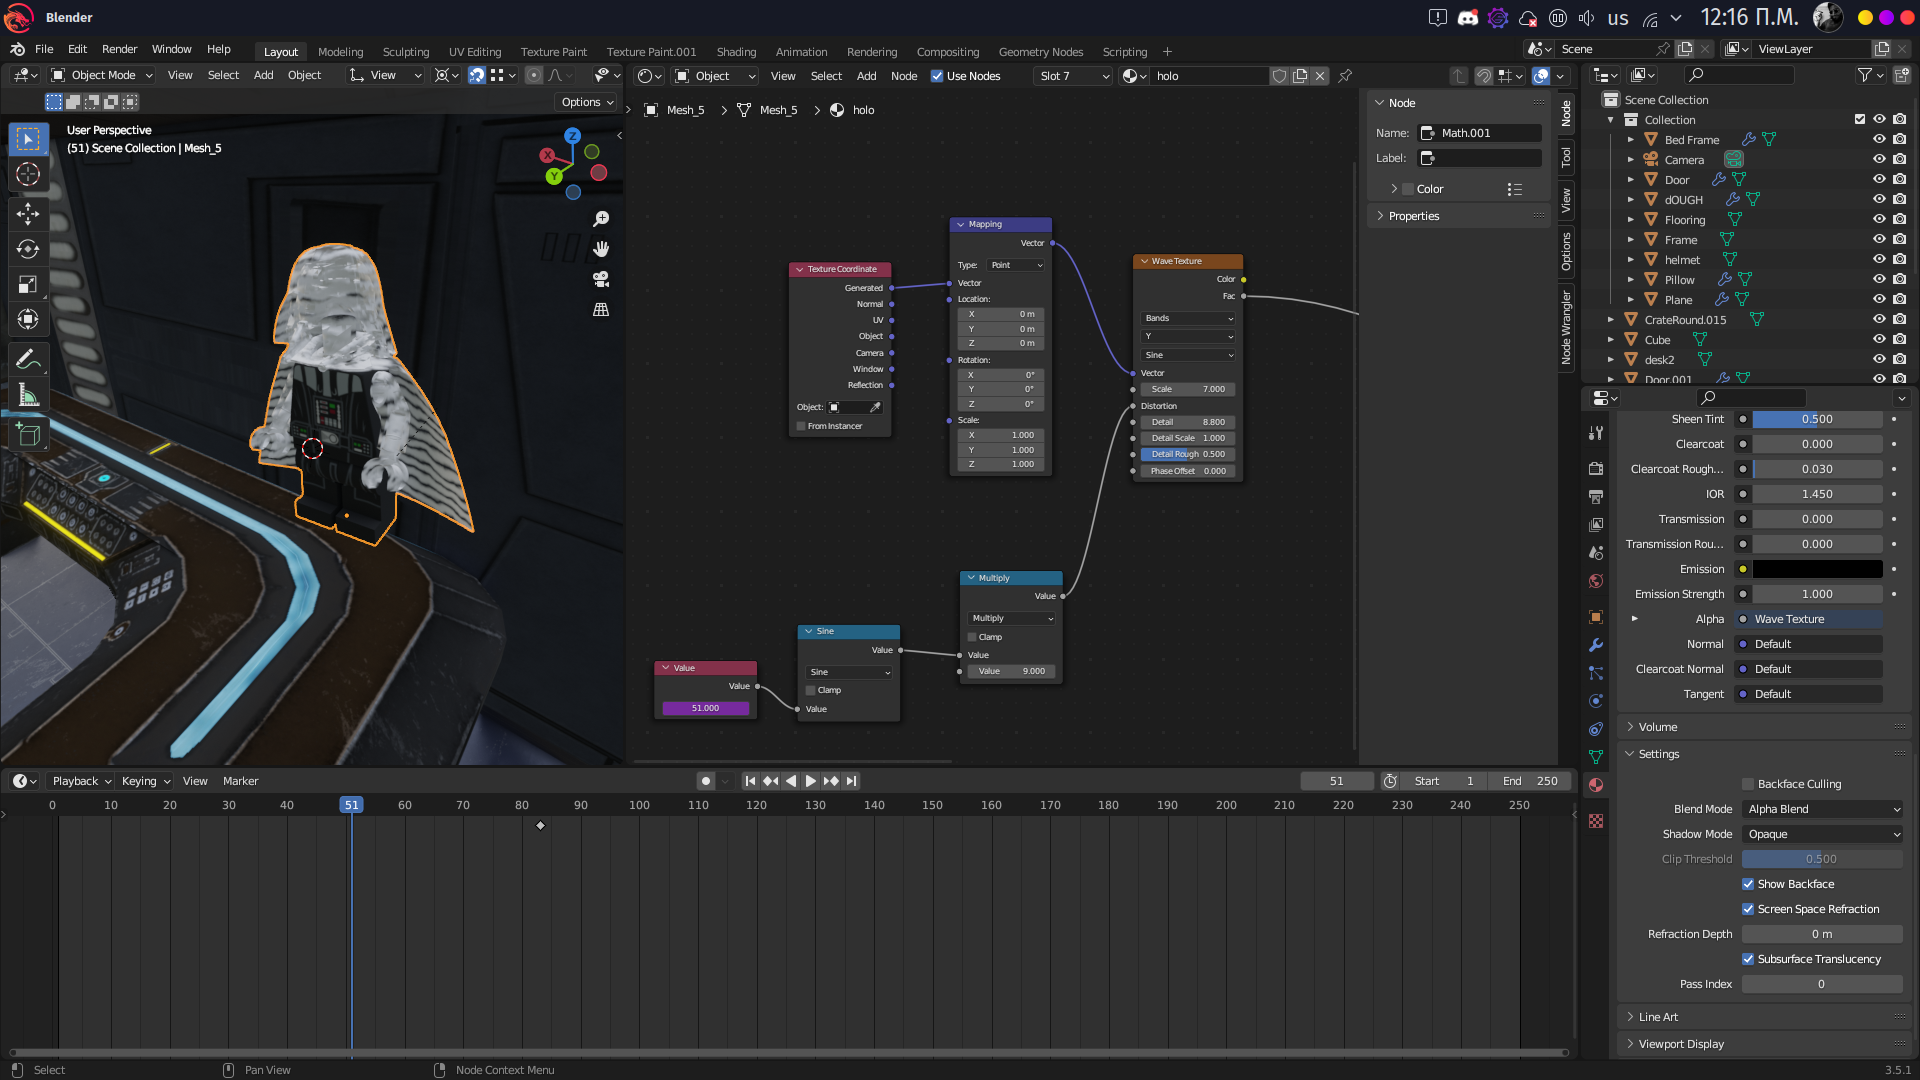 Blender
us
12:16 П.М.
File Edit Render Window Help
Layout Modeling Sculpting UV Editing Texture Paint Texture Paint.001 Shading Animation Rendering Compositing Geometry Nodes Scripting +
Scene
ViewLayer
Object Mode View Select Add Object View
Options
User Perspective
(51) Scene Collection | Mesh_5
Z
X
Y
Object View Select Add Node Use Nodes Slot 7 holo
Mesh_5 > Mesh_5 > holo
Texture Coordinate
Generated
Normal
UV
Object
Camera
Window
Reflection
Object:
From Instancer
Mapping
Vector
Type: Point
Vector
Location:
X 0 m
Y 0 m
Z 0 m
Rotation:
X 0°
Y 0°
Z 0°
Scale:
X 1.000
Y 1.000
Z 1.000
Wave Texture
Color
Fac
Bands
Y
Sine
Vector
Scale 7.000
Distortion
Detail 8.800
Detail Scale 1.000
Detail Rough 0.500
Phase Offset 0.000
Value
Value
51.000
Sine
Value
Sine
Clamp
Value
Multiply
Value
Multiply
Clamp
Value
Value 9.000
Node
Name: Math.001
Label:
Color
Properties
Node
Tool
View
Options
Node Wrangler
Scene Collection
Collection
Bed Frame
Camera
Door
dOUGH
Flooring
Frame
helmet
Pillow
Plane
CrateRound.015
Cube
desk2
Door.001
Sheen Tint 0.500
Clearcoat 0.000
Clearcoat Rough... 0.030
IOR 1.450
Transmission 0.000
Transmission Rou... 0.000
Emission
Emission Strength 1.000
Alpha Wave Texture
Normal Default
Clearcoat Normal Default
Tangent Default
Volume
Settings
Backface Culling
Blend Mode Alpha Blend
Shadow Mode Opaque
Clip Threshold 0.500
Show Backface
Screen Space Refraction
Refraction Depth 0 m
Subsurface Translucency
Pass Index 0
Line Art
Viewport Display
Playback Keying View Marker
51 Start 1 End 250
0 10 20 30 40 51 60 70 80 90 100 110 120 130 140 150 160 170 180 190 200 210 220 230 240 250
Select Pan View Node Context Menu
3.5.1